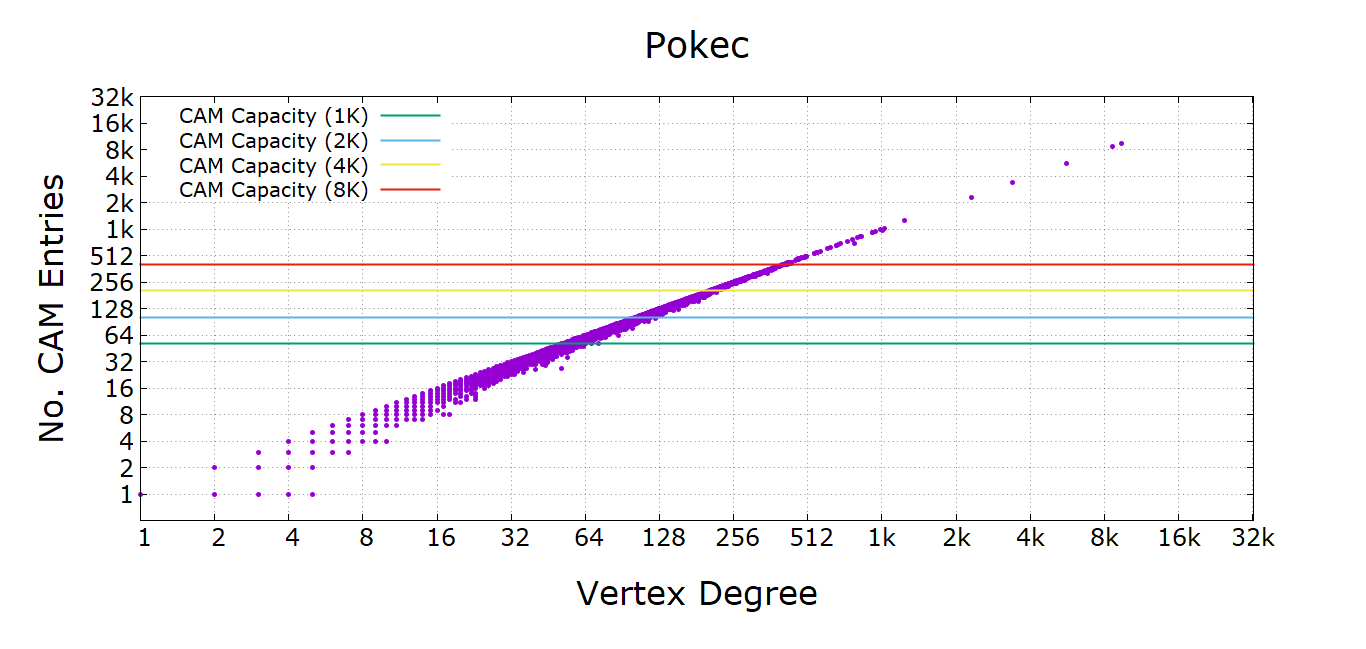 Pokec
32k
16k
8k
4k
2k
1k
512
256
128
64
32
16
8
4
2
1
CAM Capacity (1K)
CAM Capacity (2K)
CAM Capacity (4K)
CAM Capacity (8K)
No. CAM Entries
1 2 4 8 16 32 64 128 256 512 1k 2k 4k 8k 16k 32k
Vertex Degree